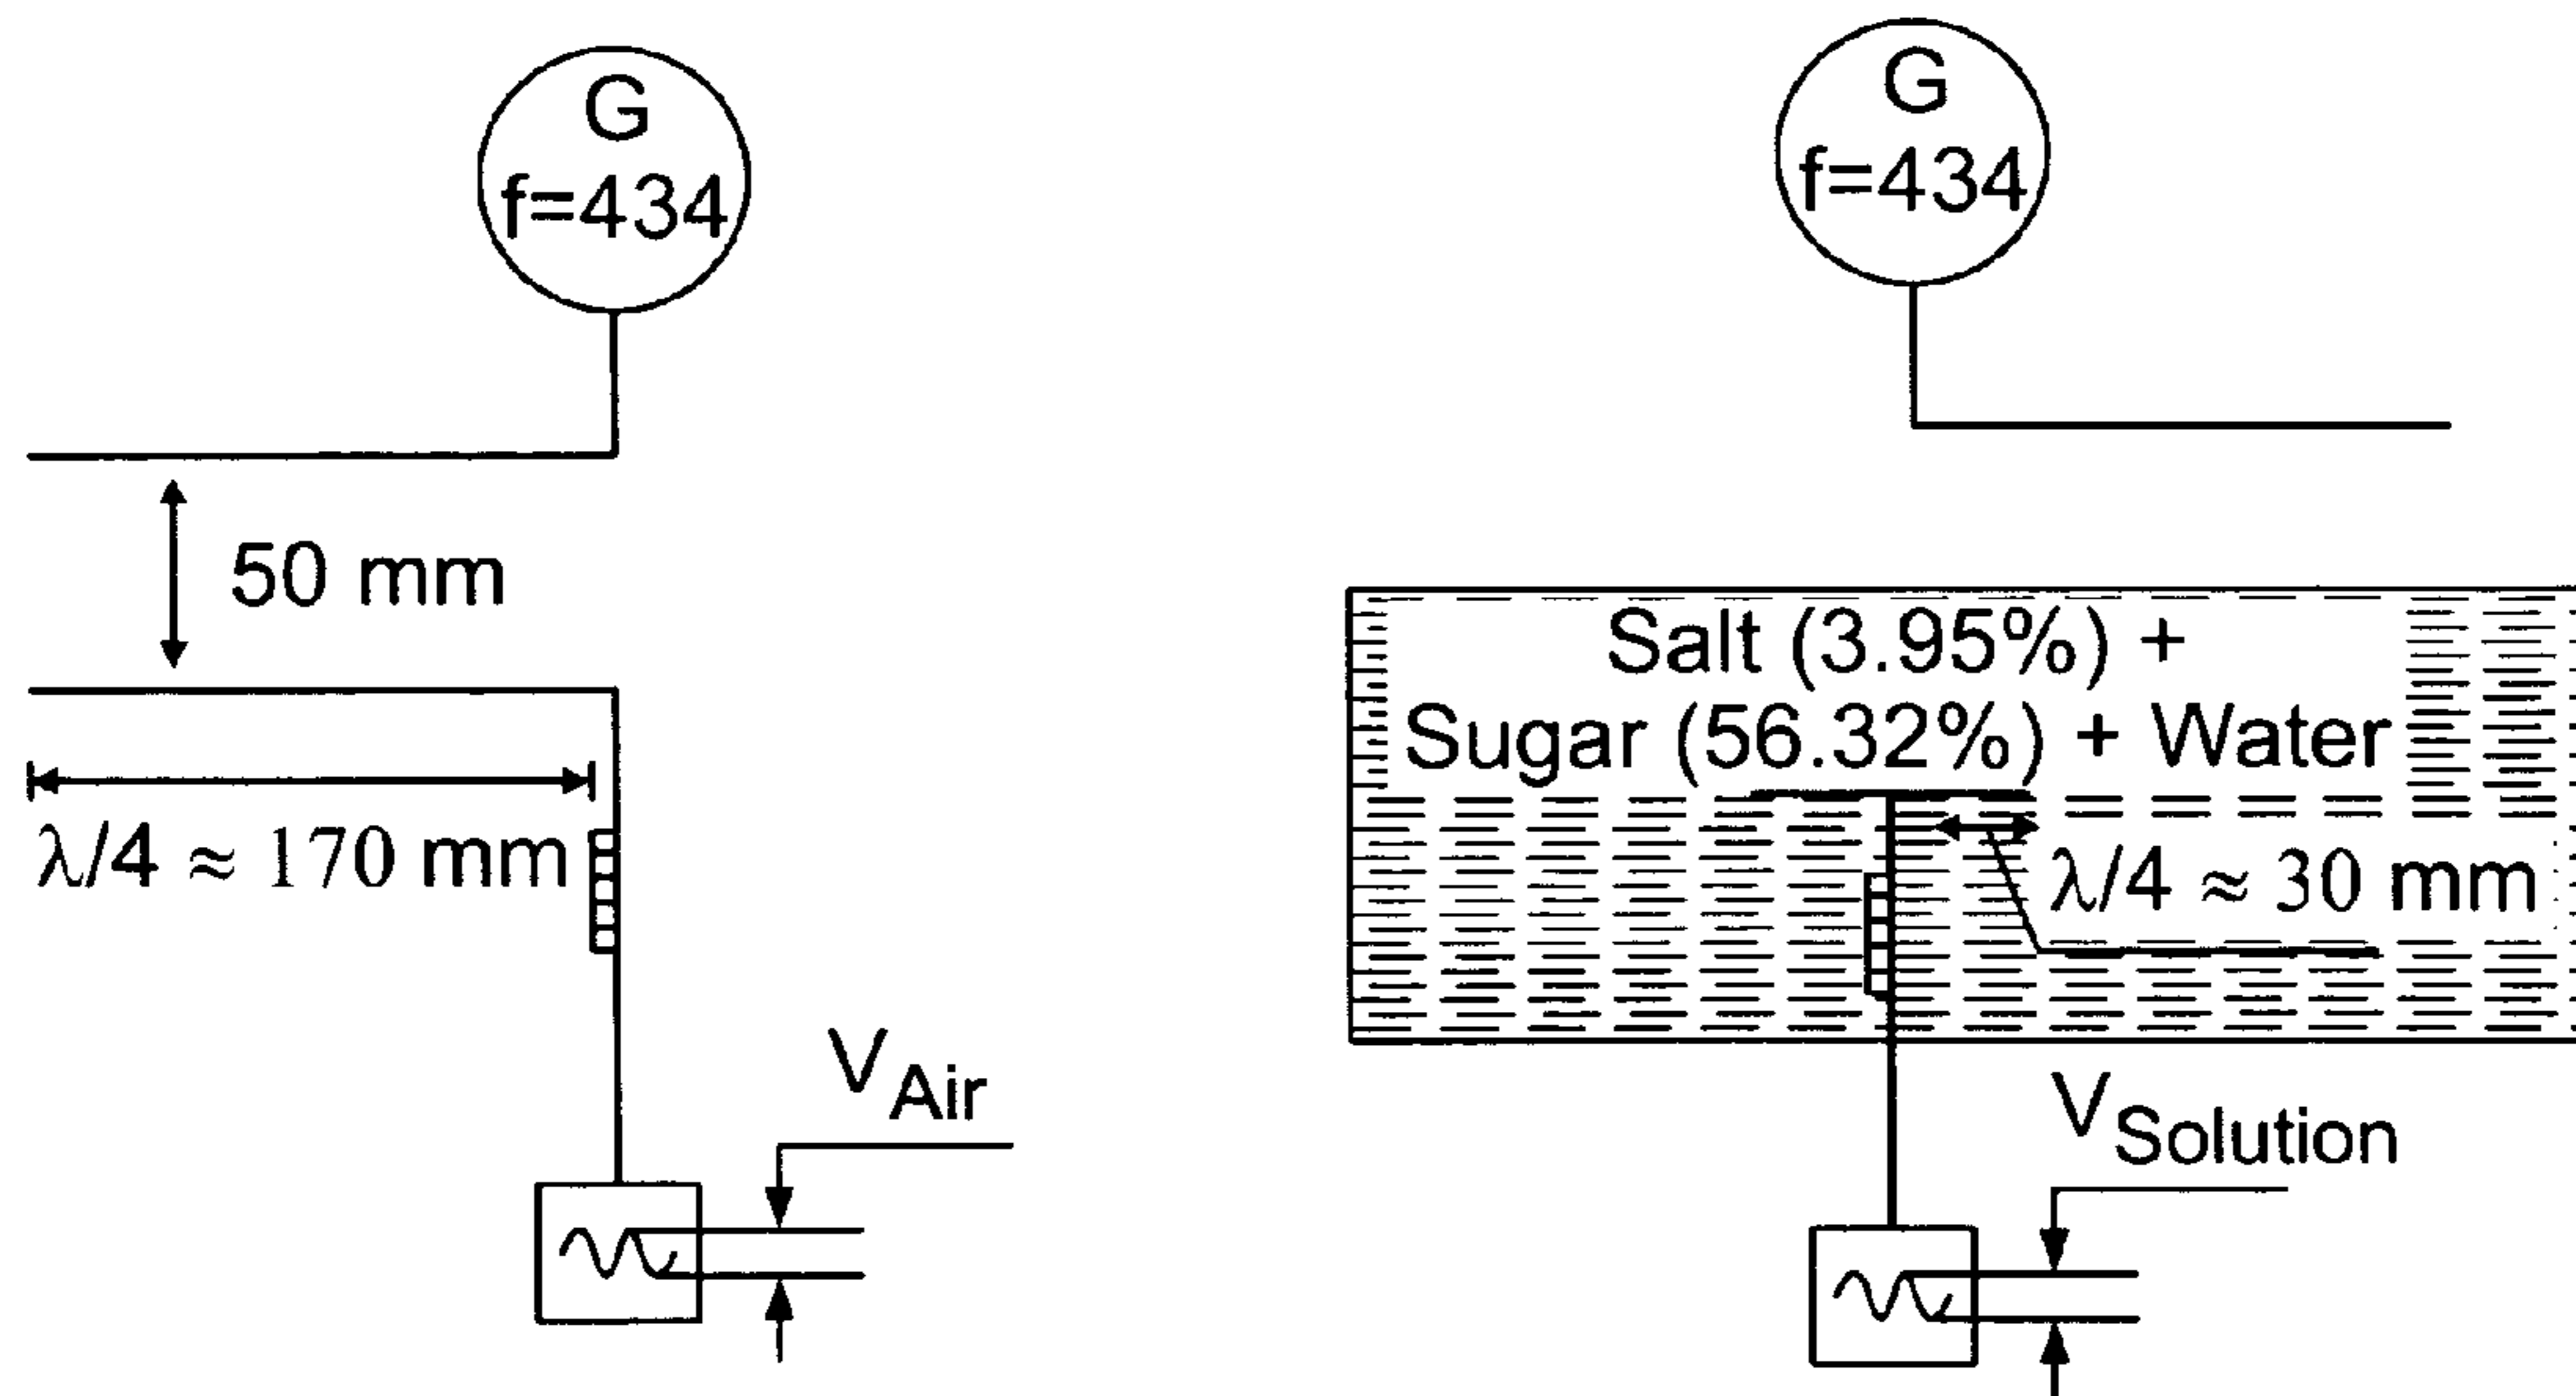 G
f=434
50 mm
λ/4 ≈ 170 mm
V Air
G
f=434
Salt (3.95%) +
Sugar (56.32%) + Water
λ/4 ≈ 30 mm
V Solution